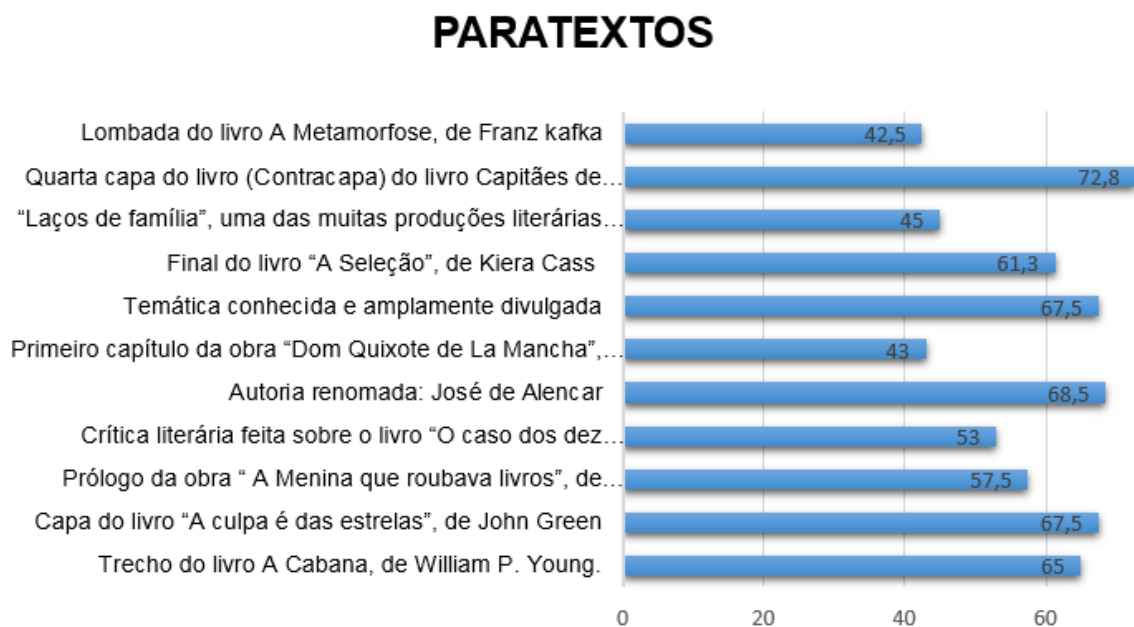 PARATEXTOS
Lombada do livro A Metamorfose, de Franz kafka
42,5
Quarta capa do livro (Contracapa) do livro Capitães de…
72,8
“Laços de família”, uma das muitas produções literárias…
45
Final do livro “A Seleção”, de Kiera Cass
61,3
Temática conhecida e amplamente divulgada
67,5
Primeiro capítulo da obra “Dom Quixote de La Mancha”,…
43
Autoria renomada: José de Alencar
68,5
Crítica literária feita sobre o livro “O caso dos dez…
53
Prólogo da obra “ A Menina que roubava livros”, de…
57,5
Capa do livro “A culpa é das estrelas”, de John Green
67,5
Trecho do livro A Cabana, de William P. Young.
65
0 20 40 60